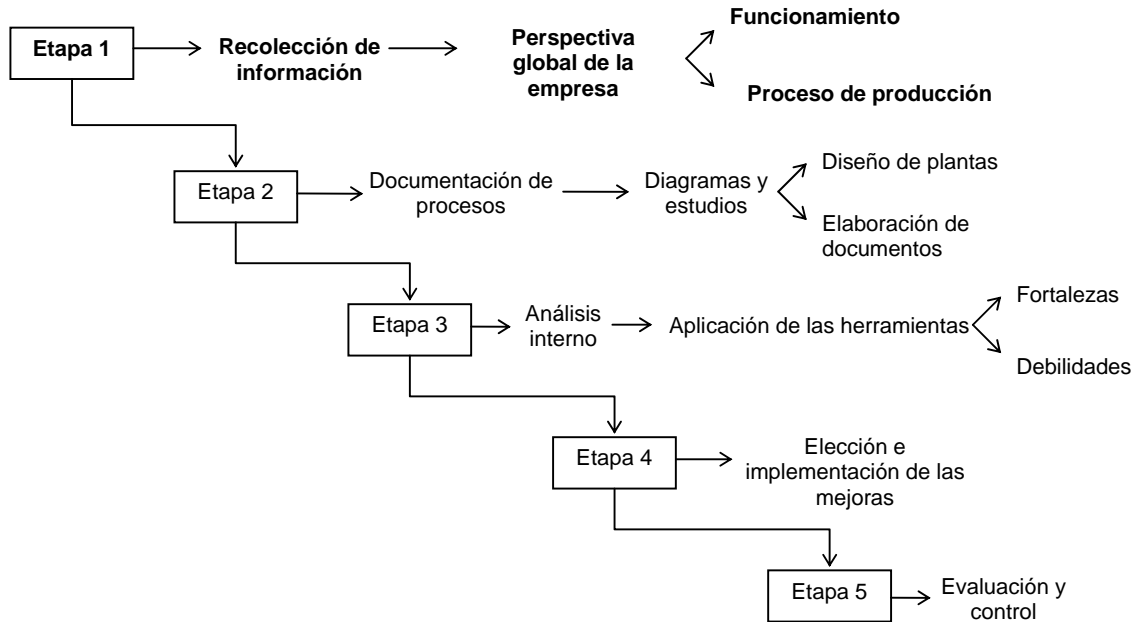 Etapa 1
Recolección de
información
Perspectiva
global de la
empresa
Funcionamiento
Proceso de producción
Etapa 2
Documentación de
procesos
Diagramas y
estudios
Diseño de plantas
Elaboración de
documentos
Etapa 3
Análisis
interno
Aplicación de las herramientas
Fortalezas
Debilidades
Etapa 4
Elección e
implementación de las
mejoras
Etapa 5
Evaluación y
control